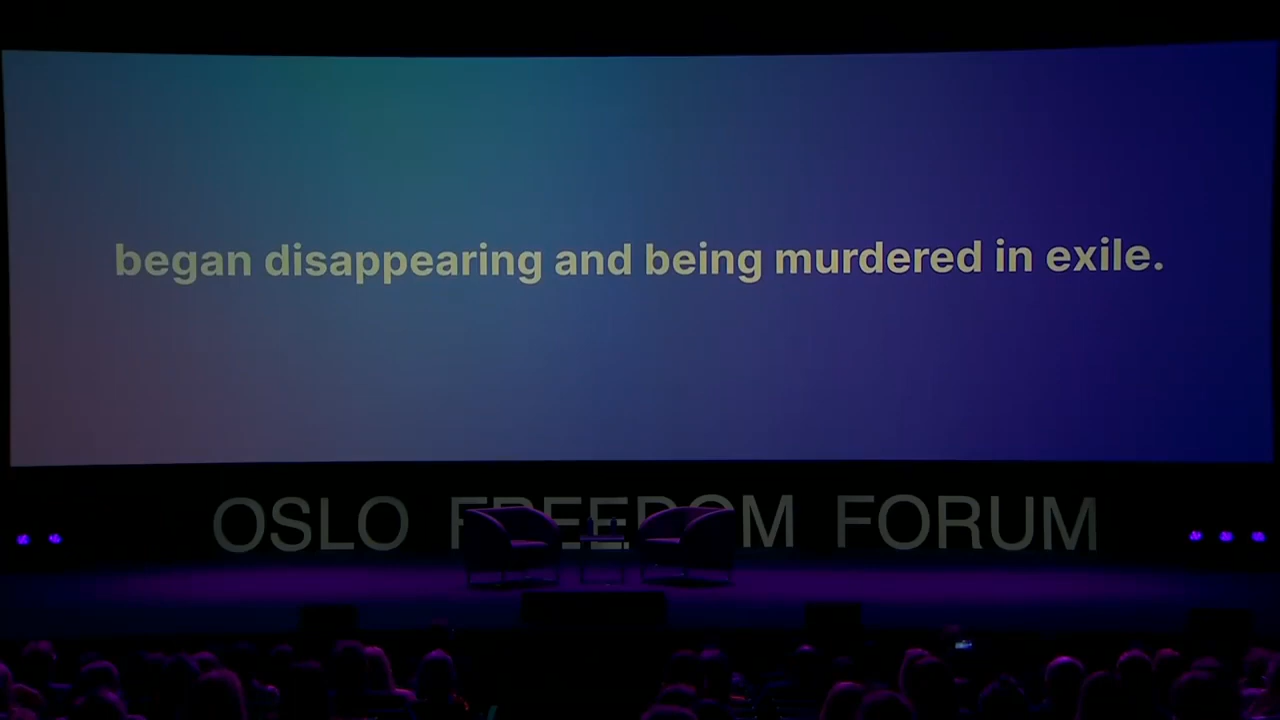 began disappearing and being murdered in exile.
OSLO FREEDOM FORUM